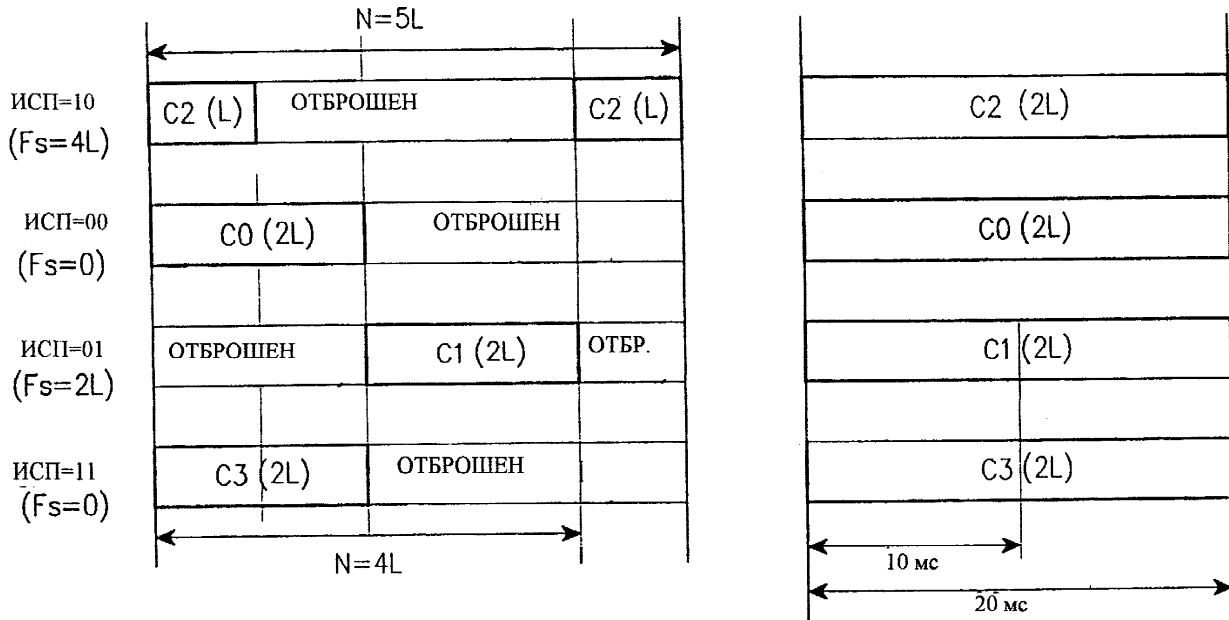 N=5L
ИСП=10
(Fs=4L)
C2 (L)
ОТБРОШЕН
C2 (L)
C2 (2L)
ИСП=00
(Fs=0)
C0 (2L)
ОТБРОШЕН
C0 (2L)
ИСП=01
(Fs=2L)
ОТБРОШЕН
C1 (2L)
ОТБР.
C1 (2L)
ИСП=11
(Fs=0)
C3 (2L)
ОТБРОШЕН
C3 (2L)
N=4L
10 мс
20 мс